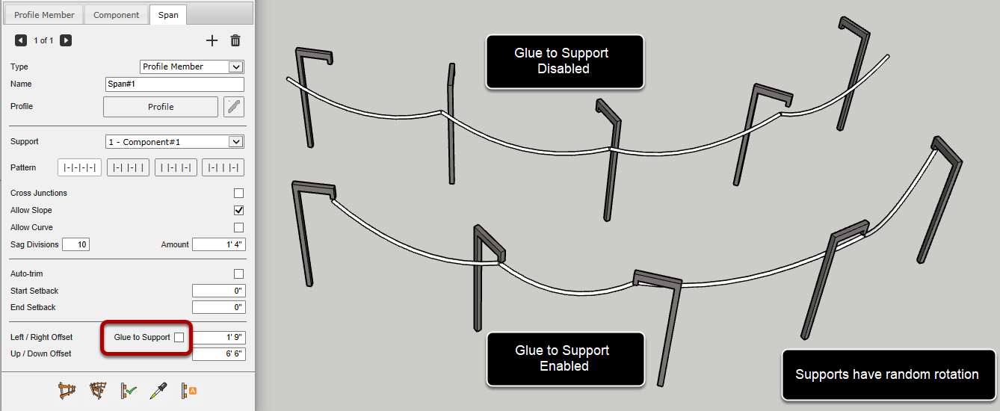 Profile Member Component Span
1 of 1
Type Profile Member
Name Span#1
Profile Profile
Support 1 - Component#1
Pattern |-|-|-|-| |-| |-| | | |-| |-| |-| | |-|
Cross Junctions
Allow Slope
Allow Curve
Sag Divisions 10 Amount 1' 4"
Auto-trim
Start Setback 0"
End Setback 0"
Left / Right Offset Glue to Support 1' 9"
Up / Down Offset 6' 6"
A
Glue to Support
Disabled
Glue to Support
Enabled
Supports have random rotation